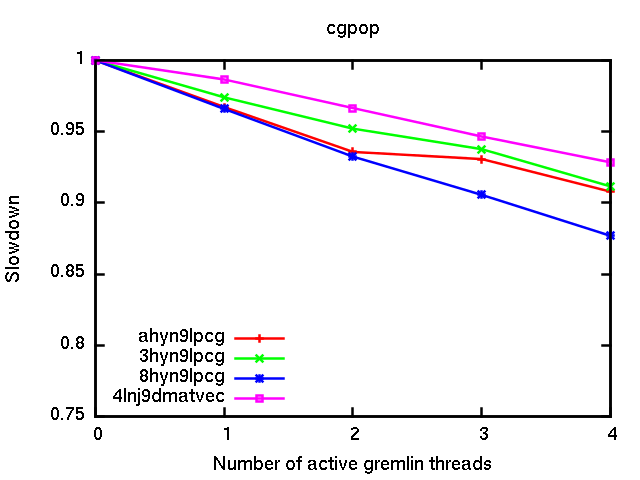 cgpop
1
0.95
0.9
0.85
0.8
0.75
Slowdown
ahyn9lpcg
3hyn9lpcg
8hyn9lpcg
4lnj9dmatvec
0 1 2 3 4
Number of active gremlin threads